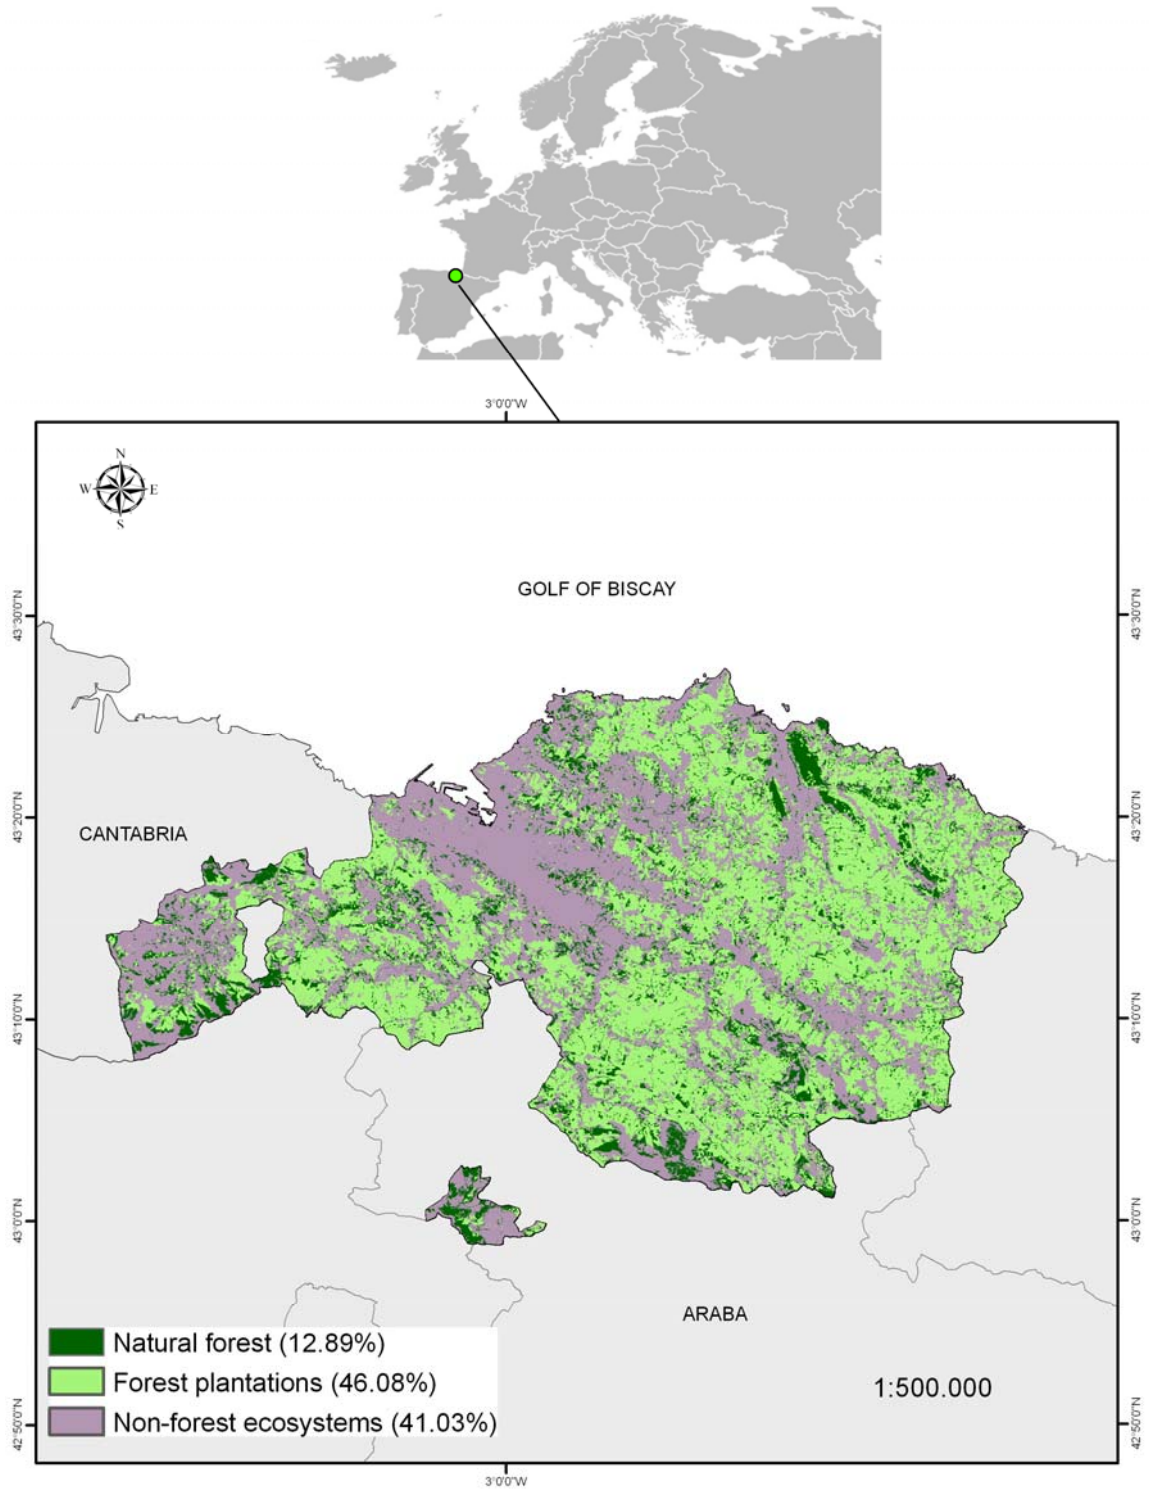 3°0'0"W
N
W E
S
GOLF OF BISCAY
43°30'0"N
43°30'0"N
43°20'0"N
CANTABRIA
43°20'0"N
43°10'0"N
43°10'0"N
43°0'0"N
43°0'0"N
ARABA
Natural forest (12.89%)
Forest plantations (46.08%)
1:500.000
Non-forest ecosystems (41.03%)
42°50'0"N
42°50'0"N
3°0'0"W